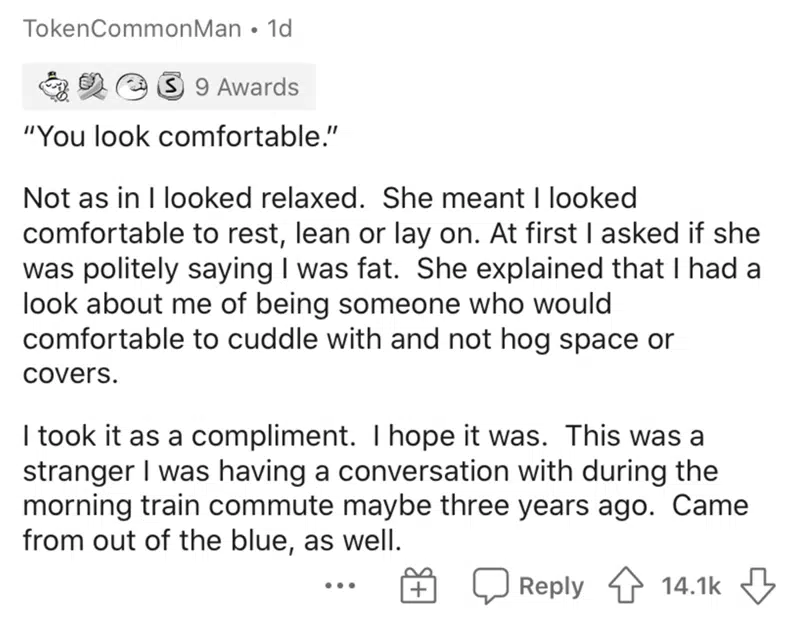 TokenCommonMan • 1d
S 9 Awards
“You look comfortable.”
Not as in I looked relaxed.  She meant I looked
comfortable to rest, lean or lay on. At first I asked if she
was politely saying I was fat.  She explained that I had a
look about me of being someone who would
comfortable to cuddle with and not hog space or
covers.
I took it as a compliment.  I hope it was.  This was a
stranger I was having a conversation with during the
morning train commute maybe three years ago.  Came
from out of the blue, as well.
Reply 14.1k